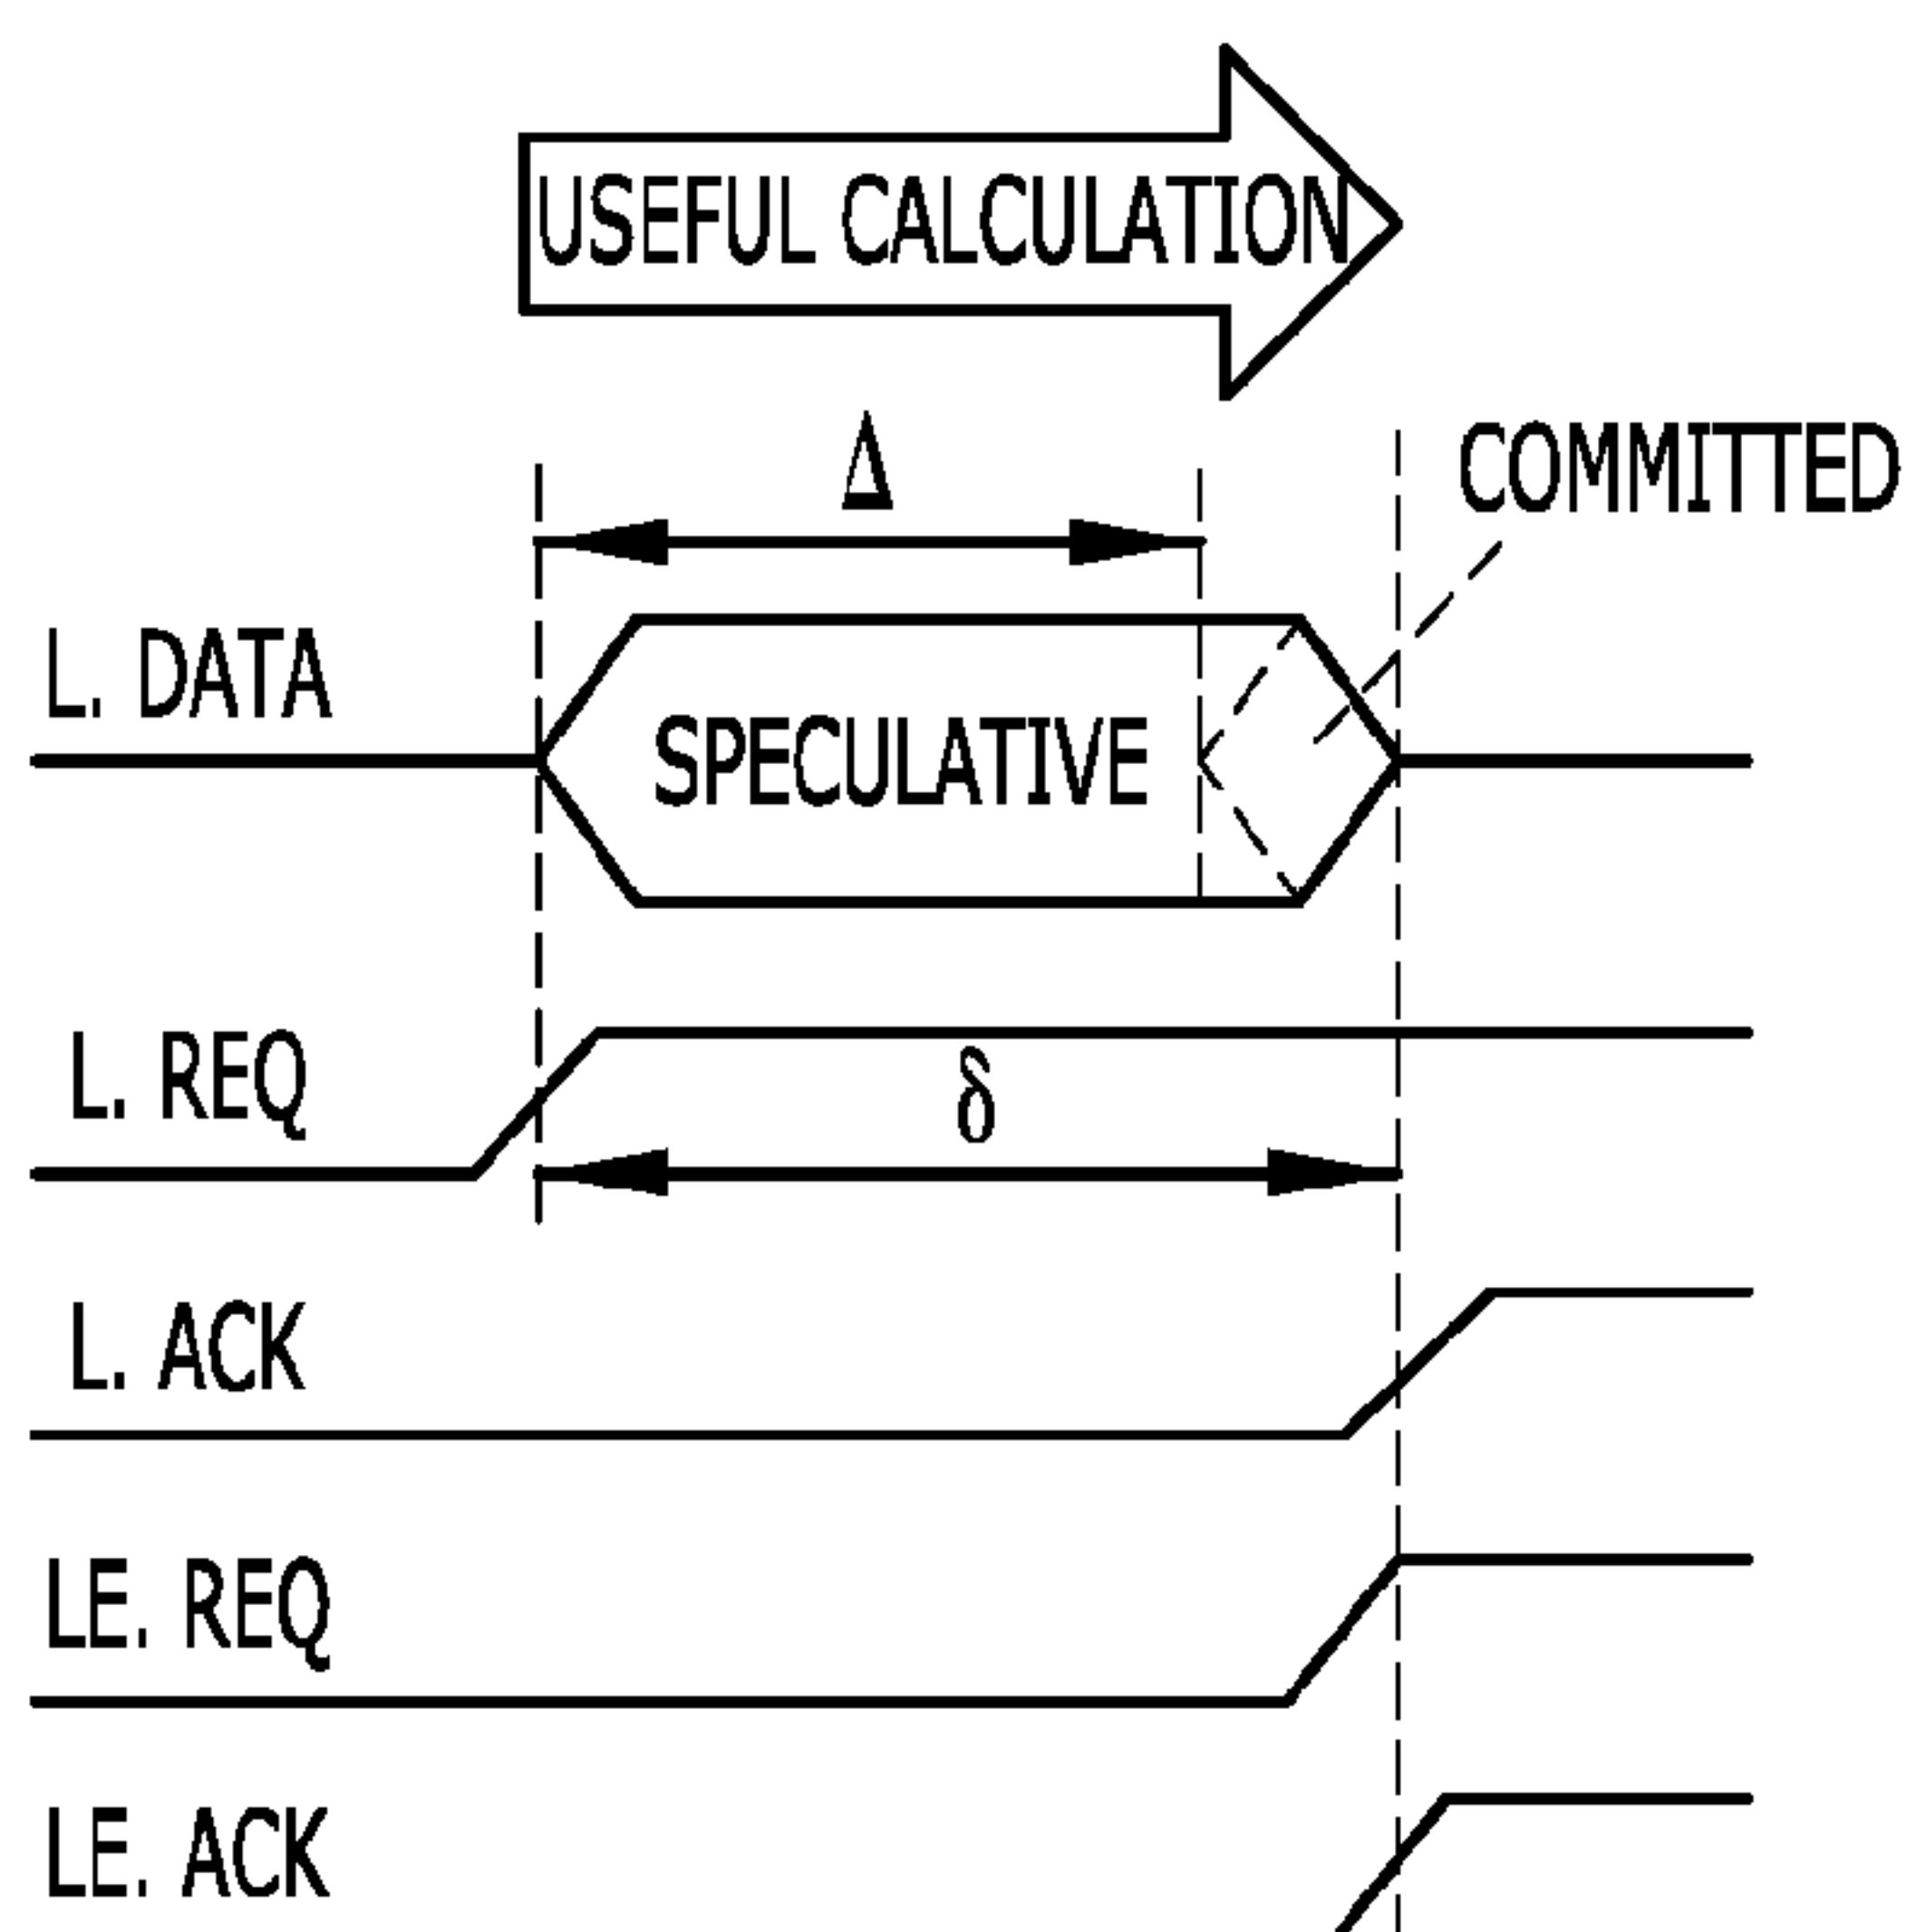 USEFUL CALCULATION
Δ
COMMITTED
L. DATA
SPECULATIVE
L. REQ
δ
L. ACK
LE. REQ
LE. ACK